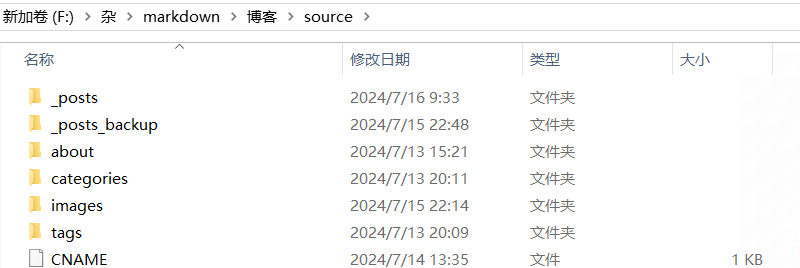 新加卷 (F:) > 杂 > markdown > 博客 > source >
名称 修改日期 类型 大小
_posts 2024/7/16 9:33 文件夹
_posts_backup 2024/7/15 22:48 文件夹
about 2024/7/13 15:21 文件夹
categories 2024/7/13 20:11 文件夹
images 2024/7/15 22:14 文件夹
tags 2024/7/13 20:09 文件夹
CNAME 2024/7/14 13:35 文件 1 KB